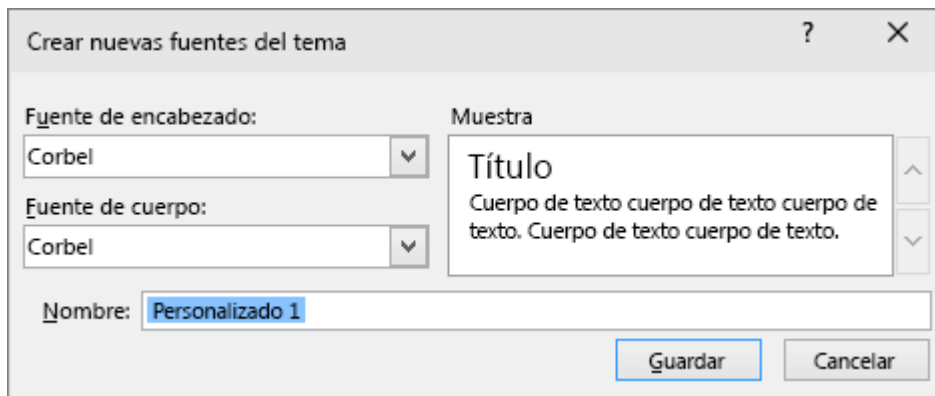 Crear nuevas fuentes del tema
?
Fuente de encabezado:
Corbel
Fuente de cuerpo:
Corbel
Muestra
Título
Cuerpo de texto cuerpo de texto cuerpo de
texto. Cuerpo de texto cuerpo de texto.
Nombre: Personalizado 1
Guardar Cancelar